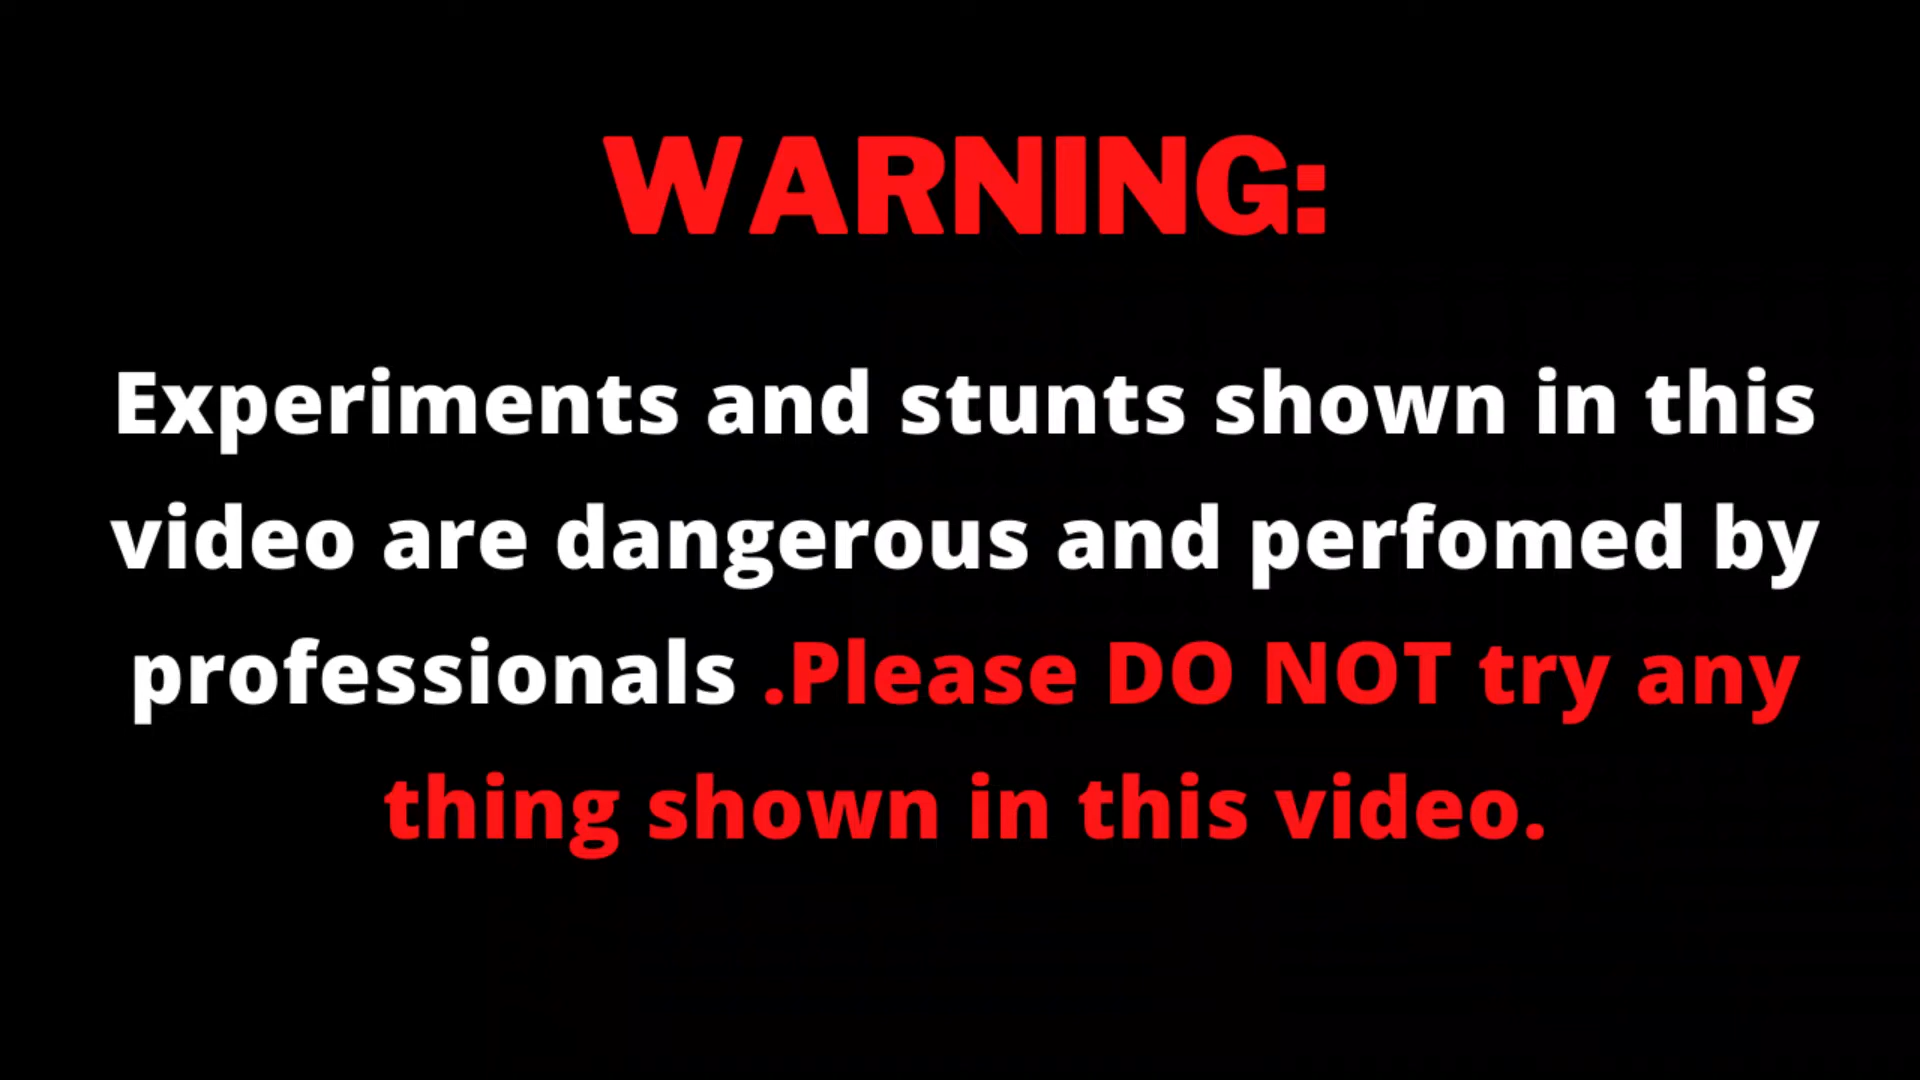 WARNING:
Experiments and stunts shown in this
video are dangerous and perfomed by
professionals .Please DO NOT try any
thing shown in this video.